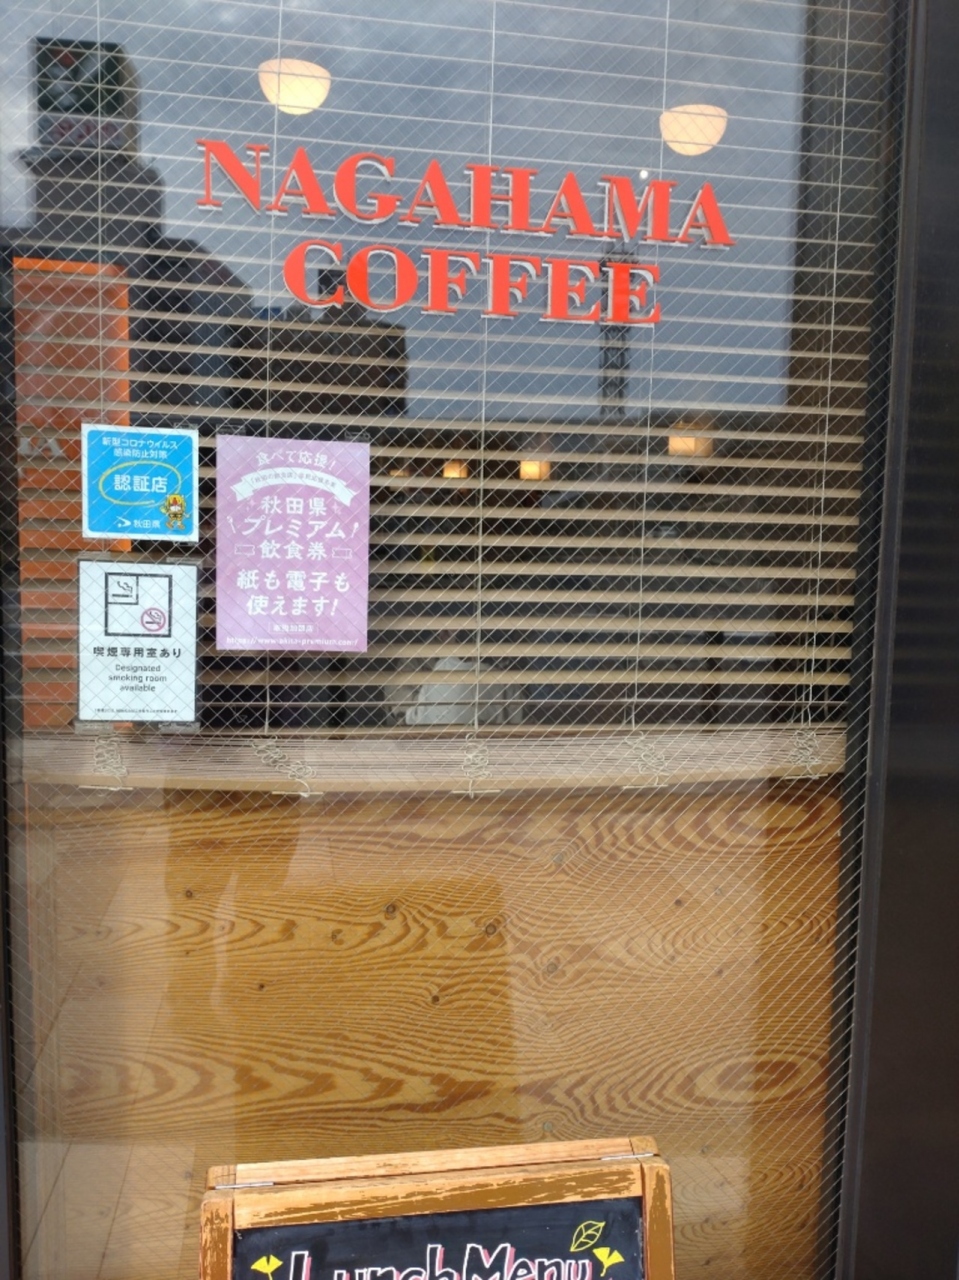 NAGAHAMA
COFFEE
新型コロナウイルス
感染防止対策
認証店
秋田県
食べて応援!
秋田県
プレミアム!
飲食券
紙も電子も
使えます!
喫煙専用室あり
Designated
smoking room
available
Lunch Menu